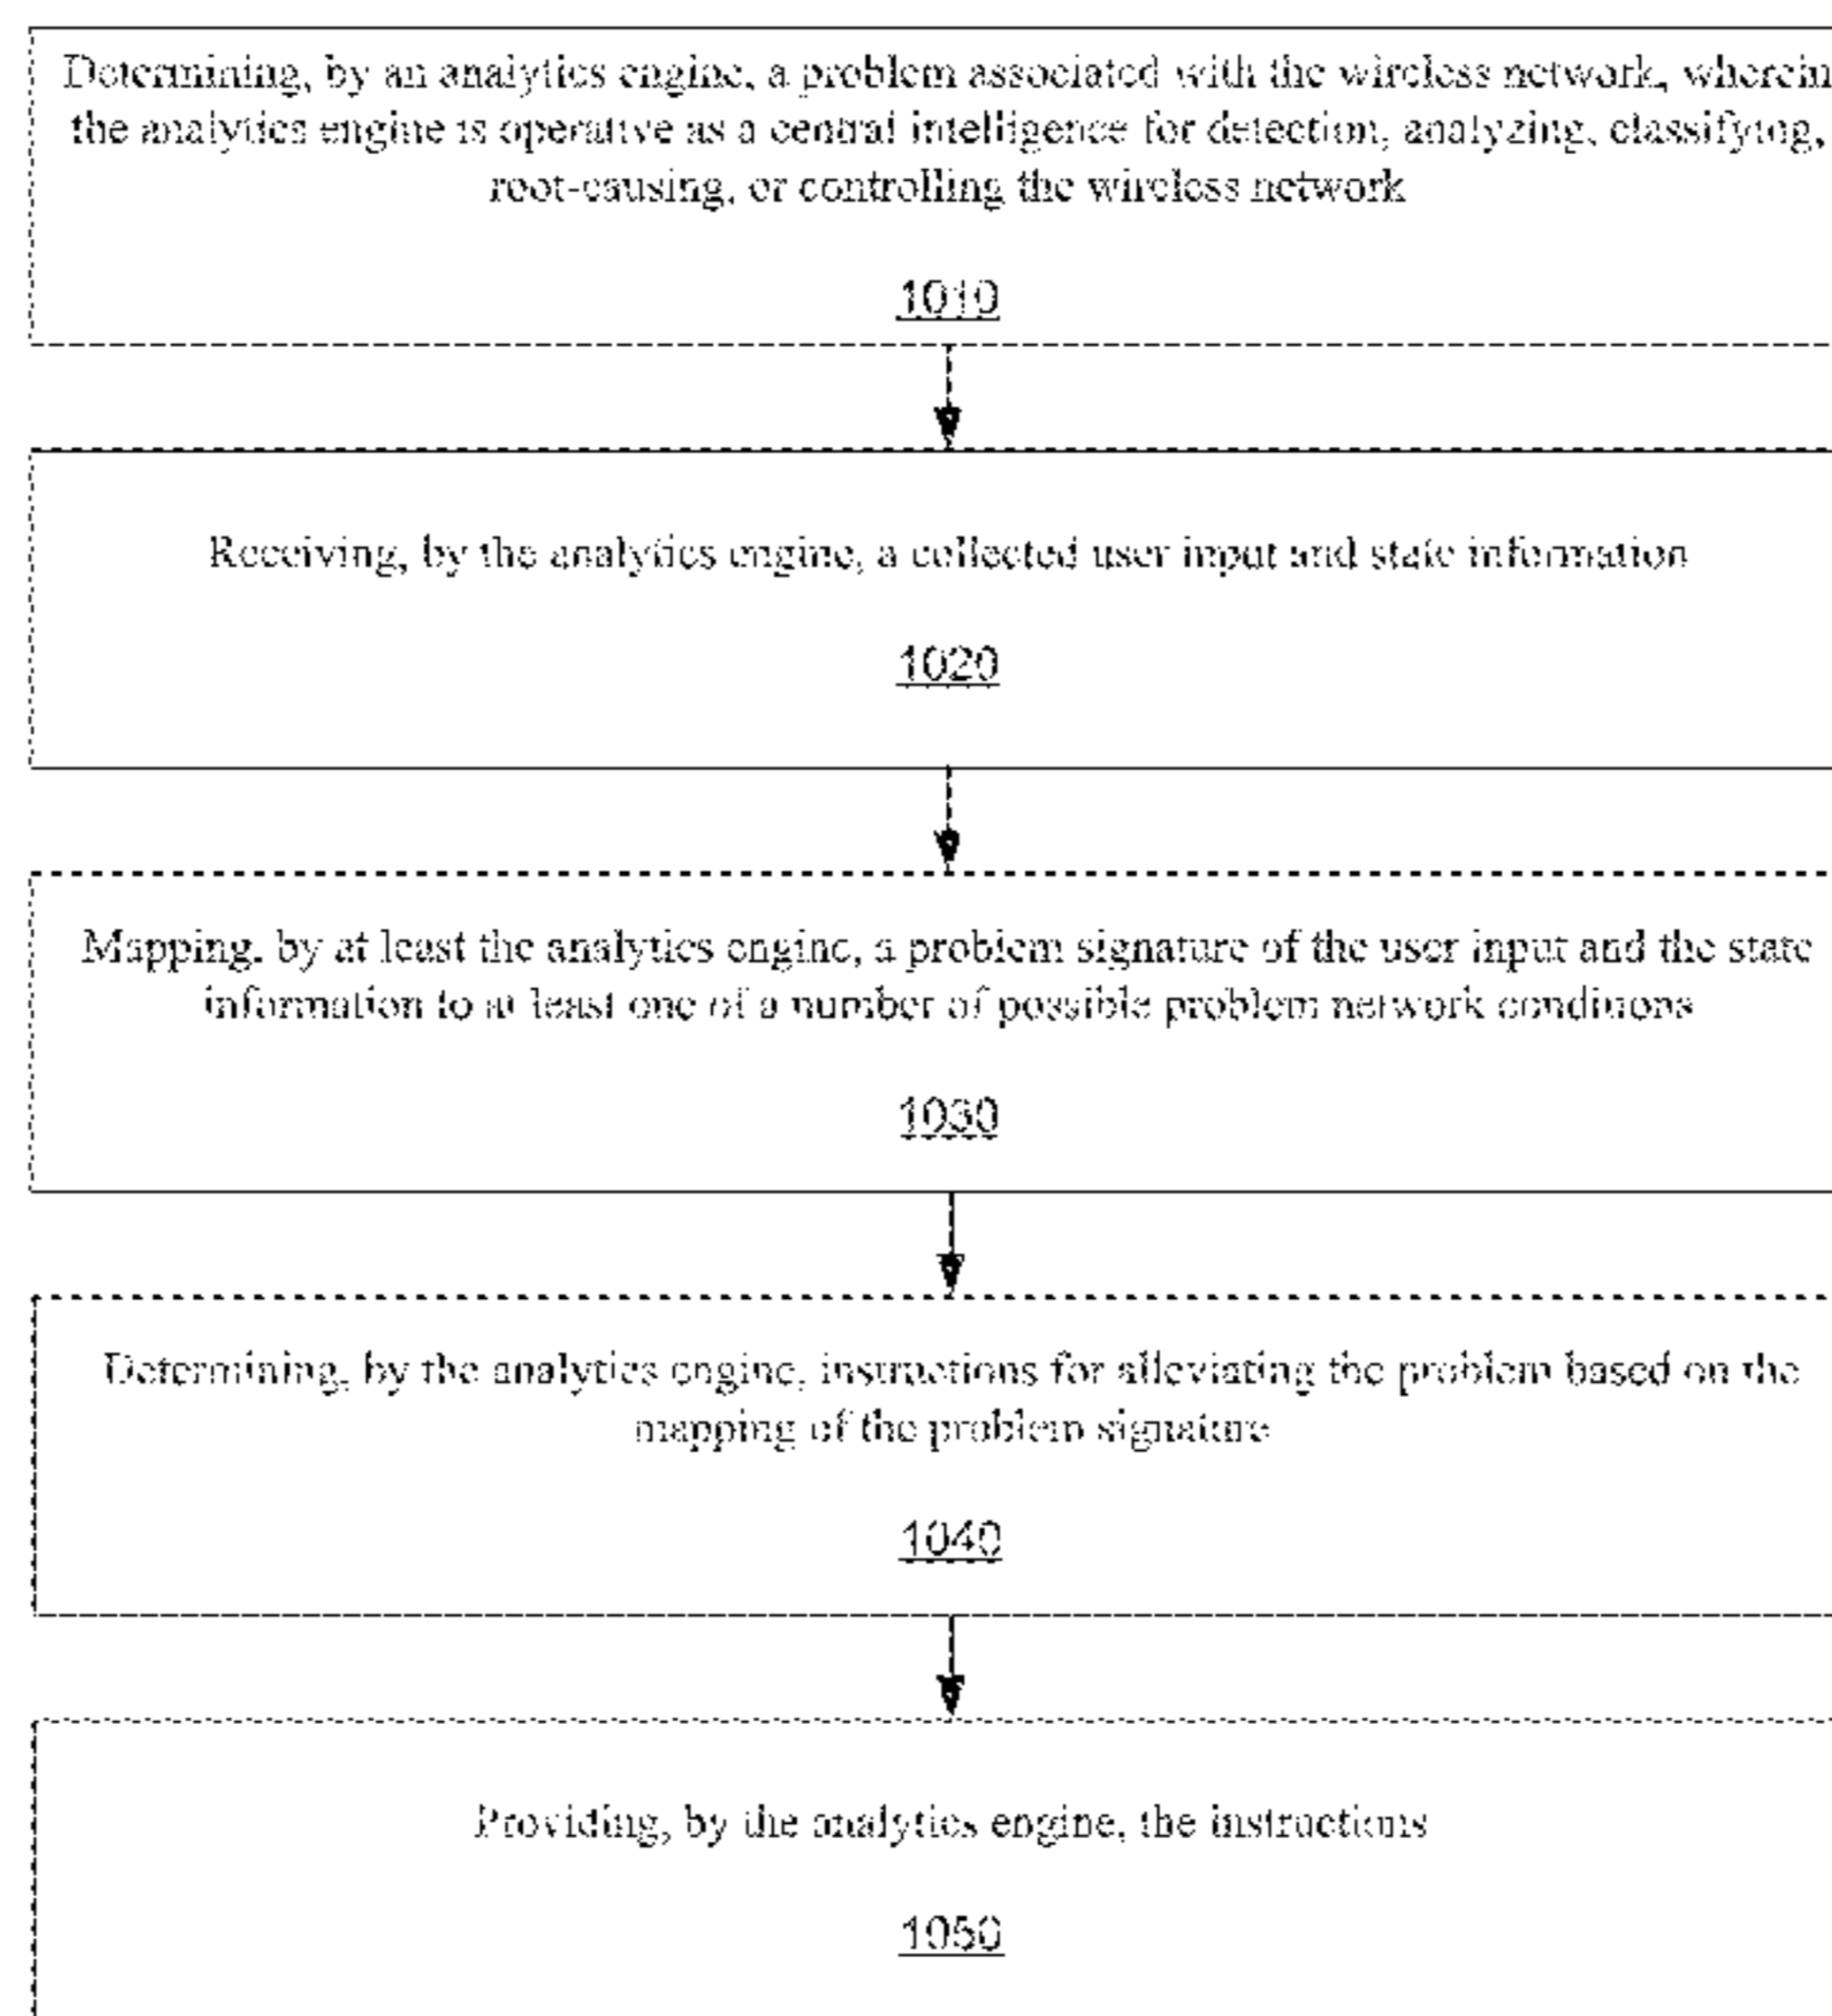 Determining, by an analytics engine, a problem associated with the wireless network, wherein
the analytics engine is operative as a central intelligence for detection, analyzing, classifying,
root-causing, or controlling the wireless network
1010
Receiving, by the analytics engine, a collected user input and state information
1020
Mapping, by at least the analytics engine, a problem signature of the user input and the state
information to at least one of a number of possible problem network conditions
1030
Determining, by the analytics engine, instructions for alleviating the problem based on the
mapping of the problem signature
1040
Providing, by the analytics engine, the instructions
1050